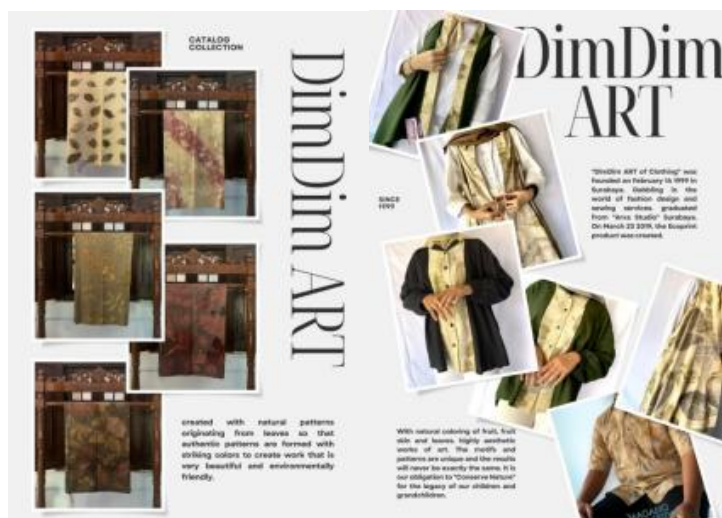 CATALOG
COLLECTION
DimDim ART
created with natural patterns
originating from leaves so that
authentic patterns are formed with
striking colors to create work that is
very beautiful and environmentally
friendly.
DimDim
ART
"DimDim ART of Clothing" was
founded on February 14 1999 in
Surabaya. Gabbling in the
world of fashion design and
sewing services graduated
from "Arva Studio" Surabaya.
On March 23 2019, the Ecoprint
product was created.
SINCE
1999
With natural coloring of fruit, fruit
skin and leaves, highly aesthetic
works of art. The motifs and
patterns are unique and the results
will never be exactly the same. It is
our obligation to "Conserve Nature"
for the legacy of our children and
grandchildren.